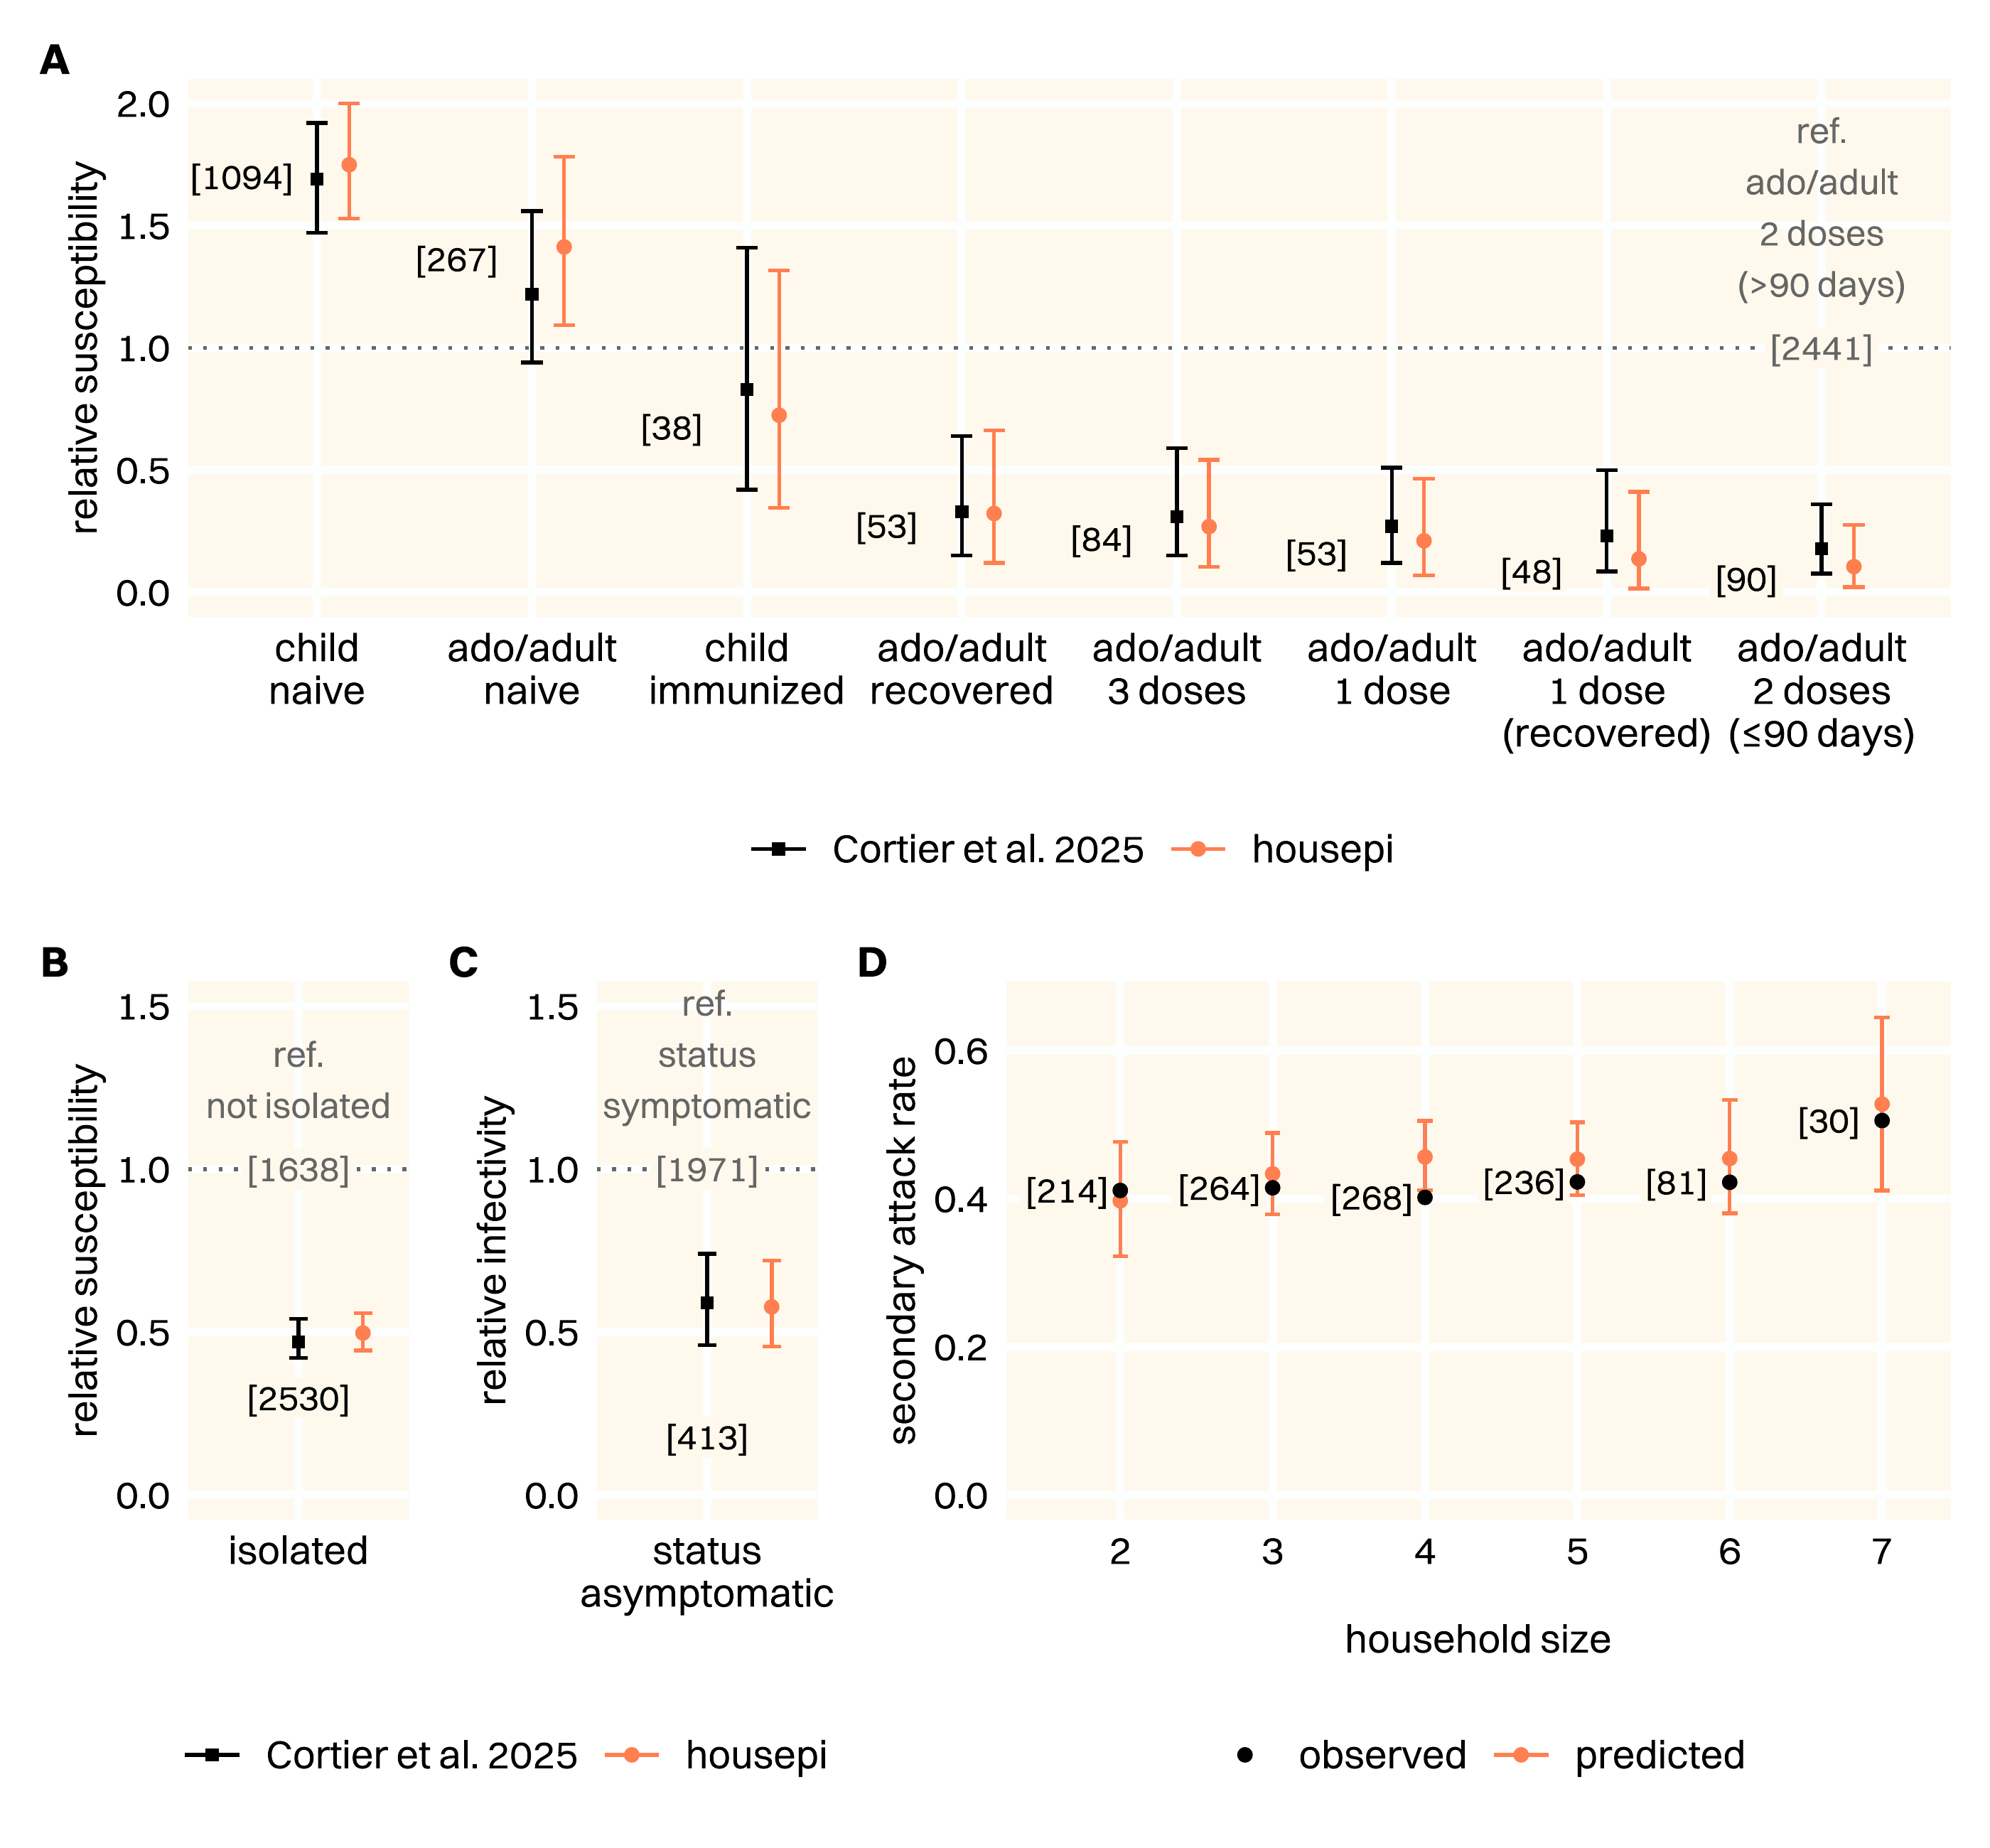 A
relative susceptibility
2.0
1.5
1.0
0.5
0.0
[1094]
[267]
[38]
[53]
[84]
[53]
[48]
[90]
ref.
ado/adult
2 doses
(>90 days)
[2441]
child
naive
ado/adult
naive
child
immunized
ado/adult
recovered
ado/adult
3 doses
ado/adult
1 dose
ado/adult
1 dose
(recovered)
ado/adult
2 doses
(≤90 days)
Cortier et al. 2025
housepi
B
relative susceptibility
1.5
1.0
0.5
0.0
ref.
not isolated
[1638]
[2530]
isolated
C
relative infectivity
1.5
1.0
0.5
0.0
ref.
status
symptomatic
[1971]
[413]
status
asymptomatic
Cortier et al. 2025
housepi
D
secondary attack rate
0.6
0.4
0.2
0.0
[214]
[264]
[268]
[236]
[81]
[30]
2
3
4
5
6
7
household size
observed
predicted